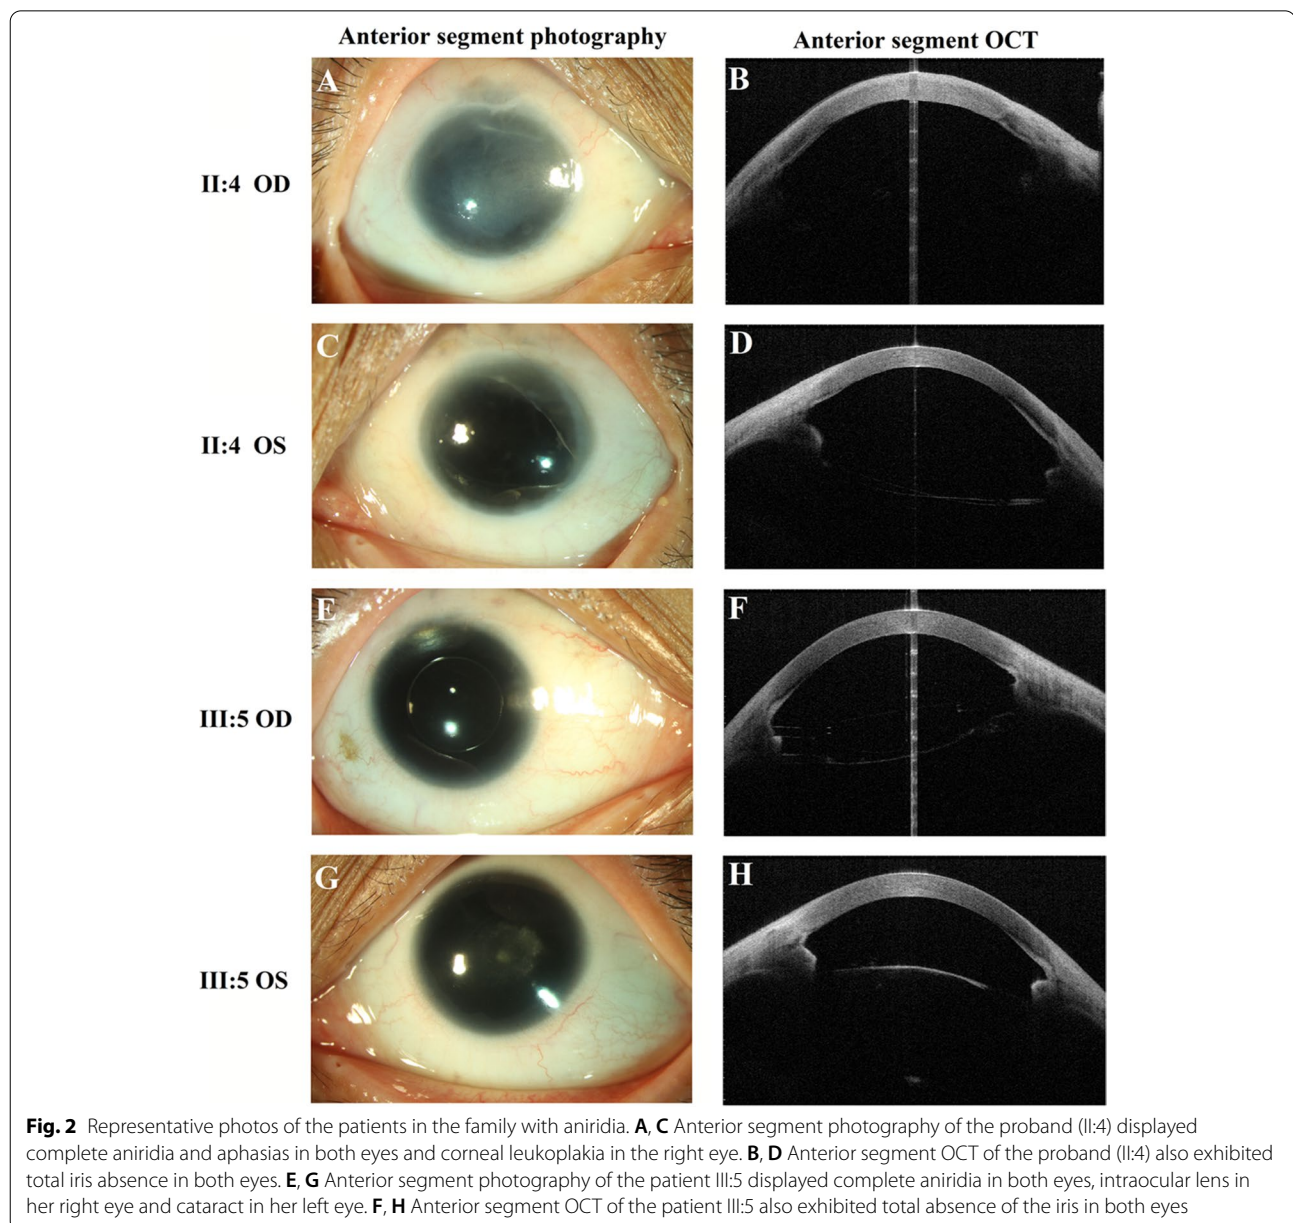 Anterior segment photography
Anterior segment OCT
A
B
II:4 OD
C
D
II:4 OS
E
F
III:5 OD
G
H
III:5 OS
Fig. 2 Representative photos of the patients in the family with aniridia. A, C Anterior segment photography of the proband (II:4) displayed
complete aniridia and aphasias in both eyes and corneal leukoplakia in the right eye. B, D Anterior segment OCT of the proband (II:4) also exhibited
total iris absence in both eyes. E, G Anterior segment photography of the patient III:5 displayed complete aniridia in both eyes, intraocular lens in
her right eye and cataract in her left eye. F, H Anterior segment OCT of the patient III:5 also exhibited total absence of the iris in both eyes